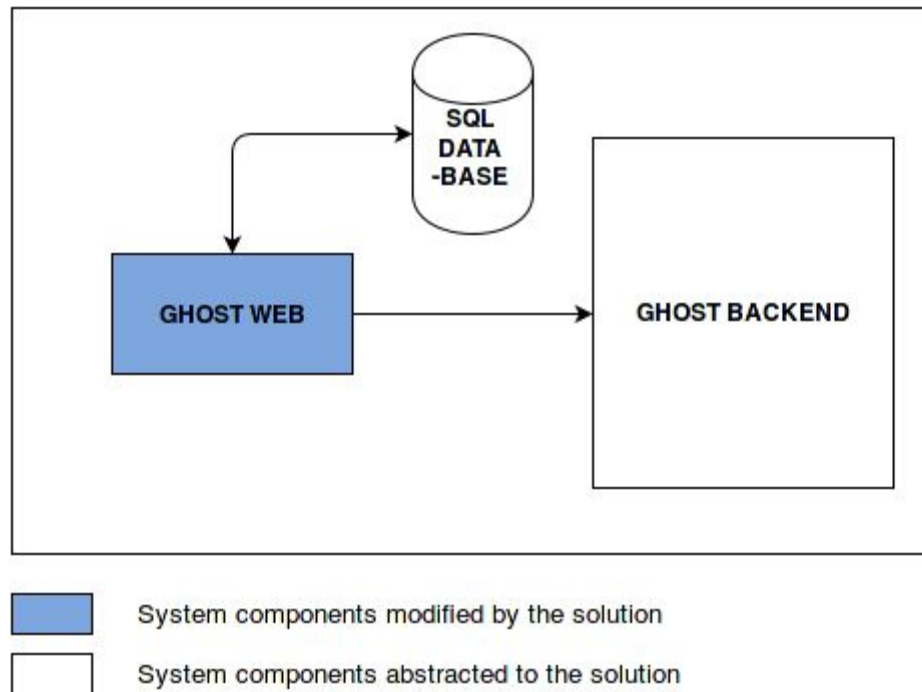 SQL
DATA
-BASE
GHOST WEB
GHOST BACKEND
System components modified by the solution
System components abstracted to the solution